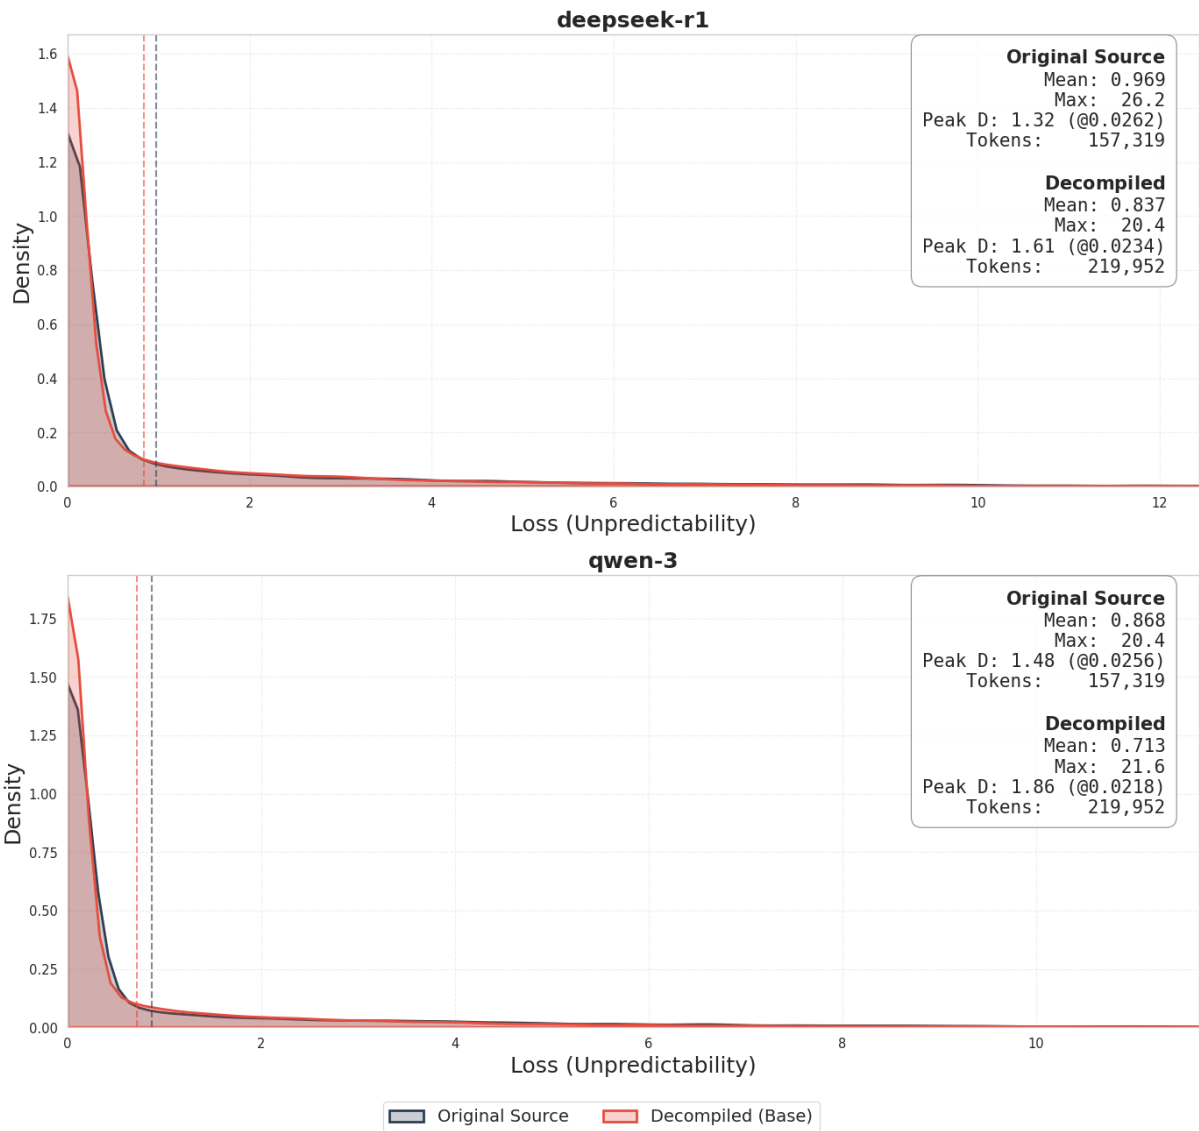 deepseek-r1
1.6
1.4
1.2
1.0
0.8
0.6
0.4
0.2
0.0
Density
Original Source
Mean: 0.969
Max: 26.2
Peak D: 1.32 (@0.0262)
Tokens: 157,319
Decompiled
Mean: 0.837
Max: 20.4
Peak D: 1.61 (@0.0234)
Tokens: 219,952
0 2 4 6 8 10 12
Loss (Unpredictability)
qwen-3
1.75
1.50
1.25
1.00
0.75
0.50
0.25
0.00
Density
Original Source
Mean: 0.868
Max: 20.4
Peak D: 1.48 (@0.0256)
Tokens: 157,319
Decompiled
Mean: 0.713
Max: 21.6
Peak D: 1.86 (@0.0218)
Tokens: 219,952
0 2 4 6 8 10
Loss (Unpredictability)
Original Source Decompiled (Base)